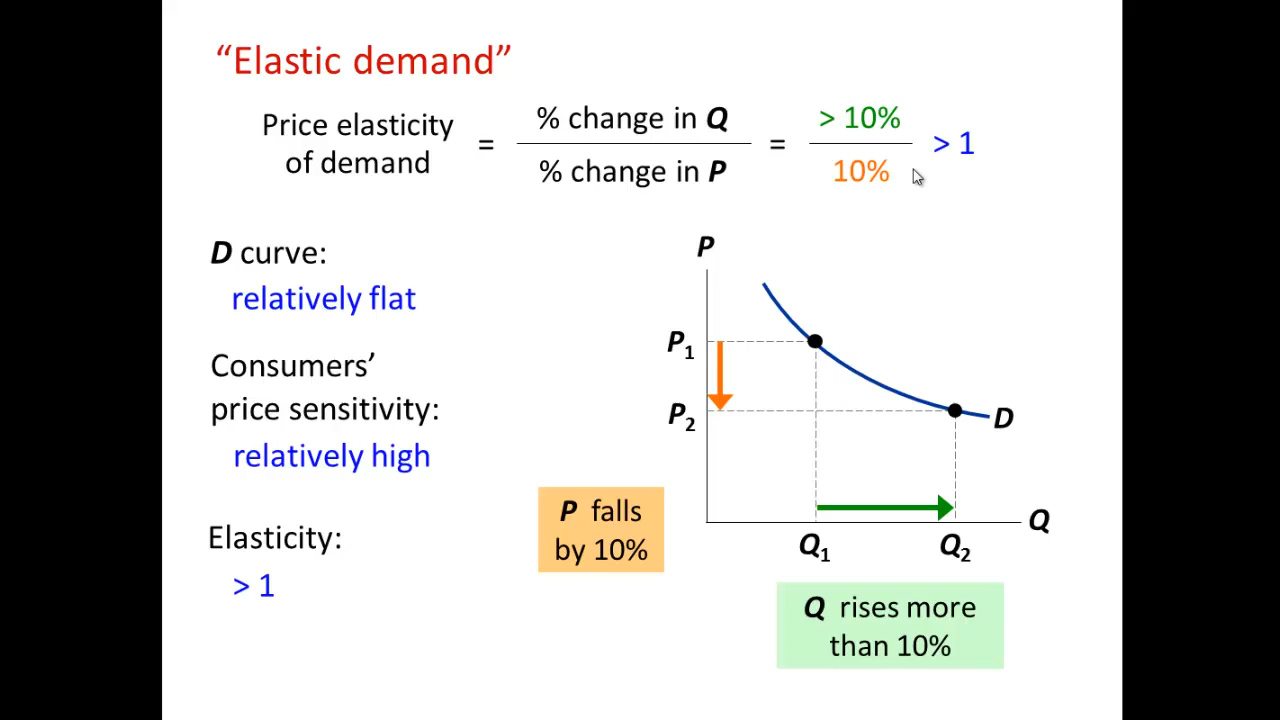 “Elastic demand”
Price elasticity
of demand
=
% change in Q
% change in P
=
> 10%
10%
> 1
D curve:
relatively flat
Consumers’
price sensitivity:
relatively high
Elasticity:
> 1
P
P1
P2
D
Q
Q1
Q2
P falls
by 10%
Q rises more
than 10%